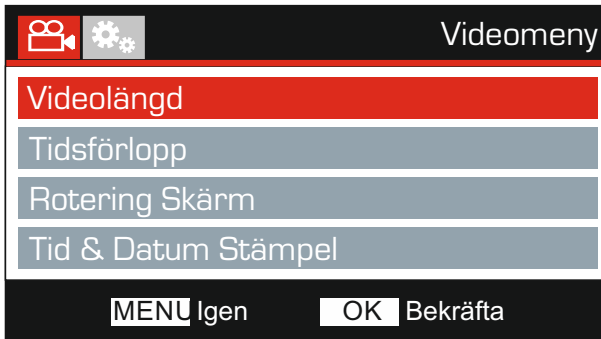 Videomeny
Videolängd
Tidsförlopp
Rotering Skärm
Tid & Datum Stämpel
MENU Igen OK Bekräfta